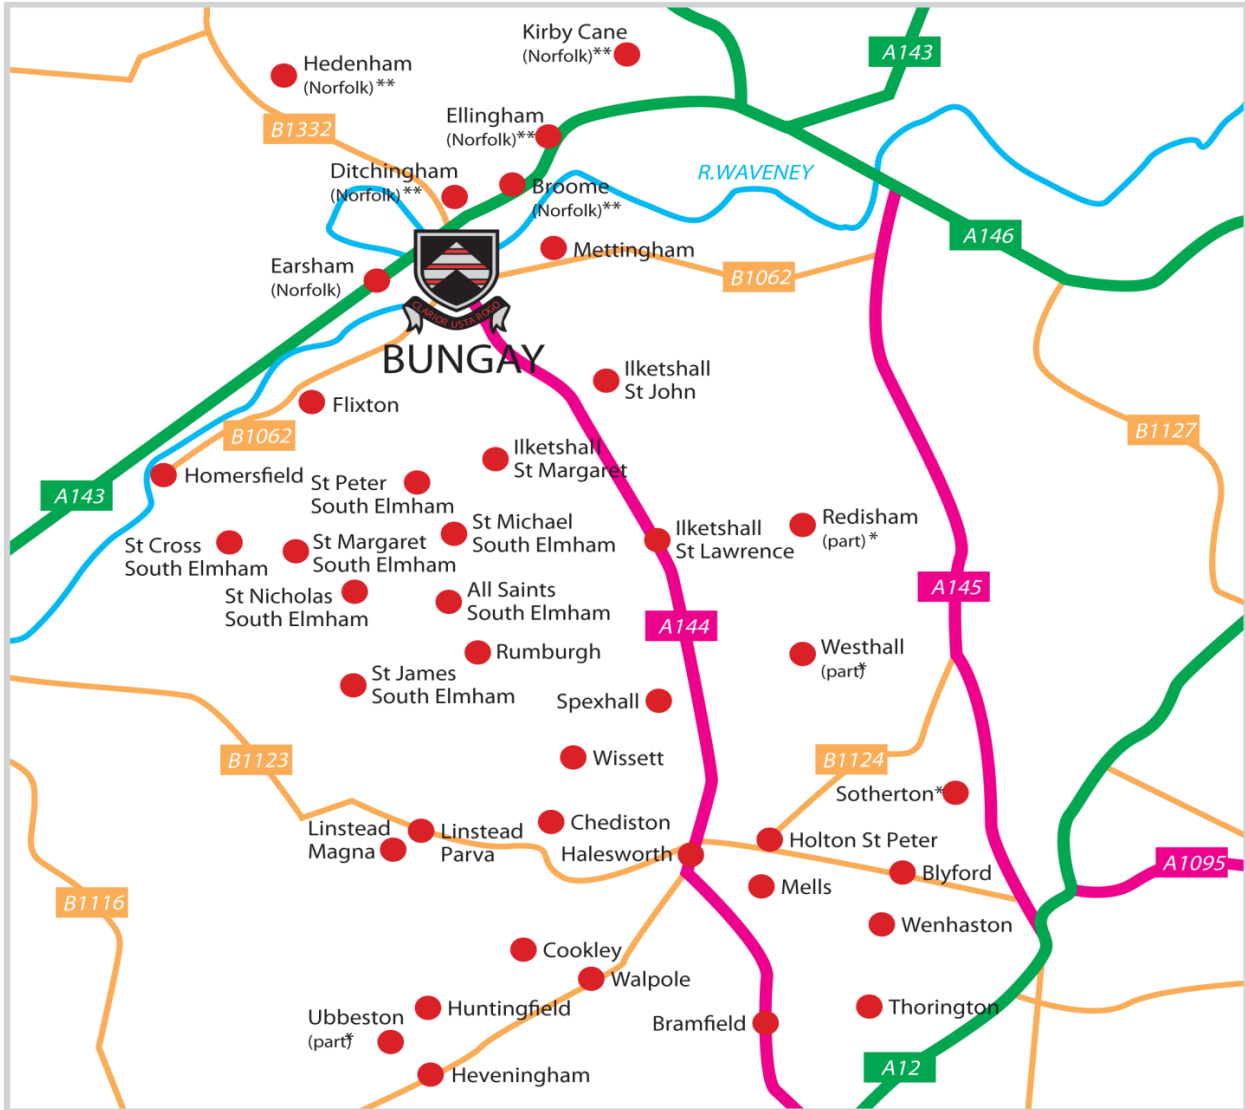 Kirby Cane
(Norfolk)**
A143
Hedenham
(Norfolk)**
Ellingham
(Norfolk)**
B1332
Ditchingham
(Norfolk)**
Broome
(Norfolk)**
R.WAVENEY
A146
Mettingham
B1062
Earsham
(Norfolk)
CLARIOR USTA ROGO
BUNGAY
Ilketshall
St John
Flixton
B1062
B1127
Ilketshall
St Margaret
Homersfield
St Peter
South Elmham
A143
Redisham
(part)*
St Michael
South Elmham
Ilketshall
St Lawrence
St Cross
South Elmham
St Margaret
South Elmham
A145
St Nicholas
South Elmham
All Saints
South Elmham
A144
Rumburgh
Westhall
(part)*
St James
South Elmham
Spexhall
B1123
Wissett
B1124
Sotherton*
Linstead
Magna
Linstead
Parva
Chediston
Halesworth
Holton St Peter
A1095
Blyford
Mells
B1116
Wenhaston
Cookley
Walpole
Huntingfield
Thorington
Ubbeston
(part)*
Bramfield
A12
Heveningham